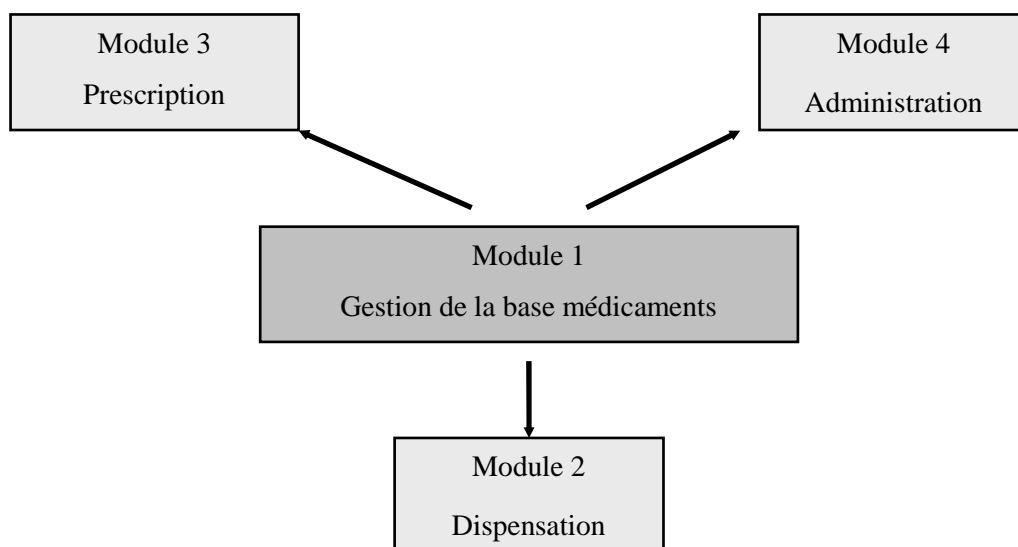 Module 3
Prescription
Module 4
Administration
Module 1
Gestion de la base médicaments
Module 2
Dispensation